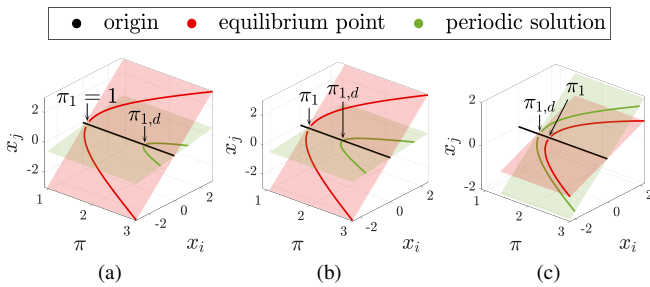 origin equilibrium point periodic solution
π₁ = 1
π₁,d
2
0
-2
xⱼ
1
2
3
π
-2
0
2
xᵢ
(a)
π₁
π₁,d
2
0
-2
xⱼ
1
2
3
π
-2
0
2
xᵢ
(b)
π₁,d
π₁
2
0
-2
xⱼ
1
2
3
π
-2
0
2
xᵢ
(c)